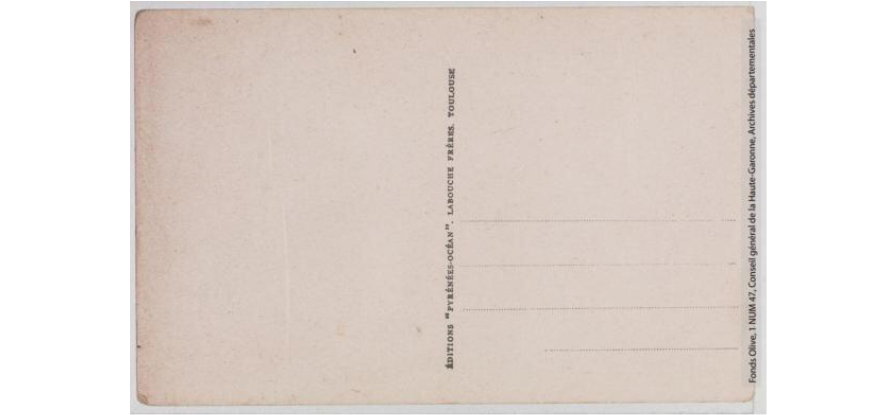 ÉDITIONS "PYRÉNÉES-OCÉAN", LABOUCHE FRÈRES, TOULOUSE
Fonds Olive, 1 NUM 47, Conseil général de la Haute-Garonne, Archives départementales